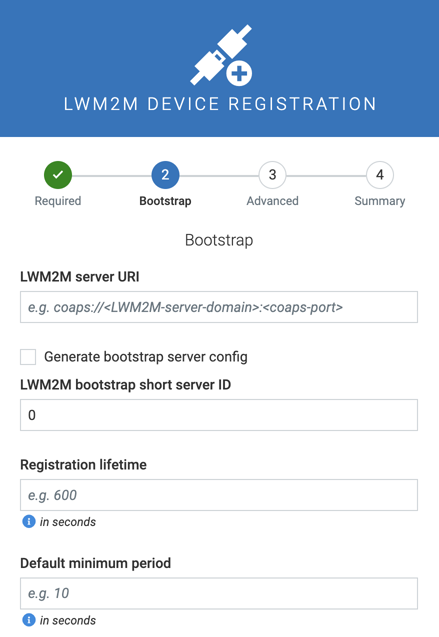 LWM2M DEVICE REGISTRATION
2 3 4
Required Bootstrap Advanced Summary
Bootstrap
LWM2M server URI
e.g. coaps://<LWM2M-server-domain>:<coaps-port>
Generate bootstrap server config
LWM2M bootstrap short server ID
0
Registration lifetime
e.g. 600
i in seconds
Default minimum period
e.g. 10
i in seconds